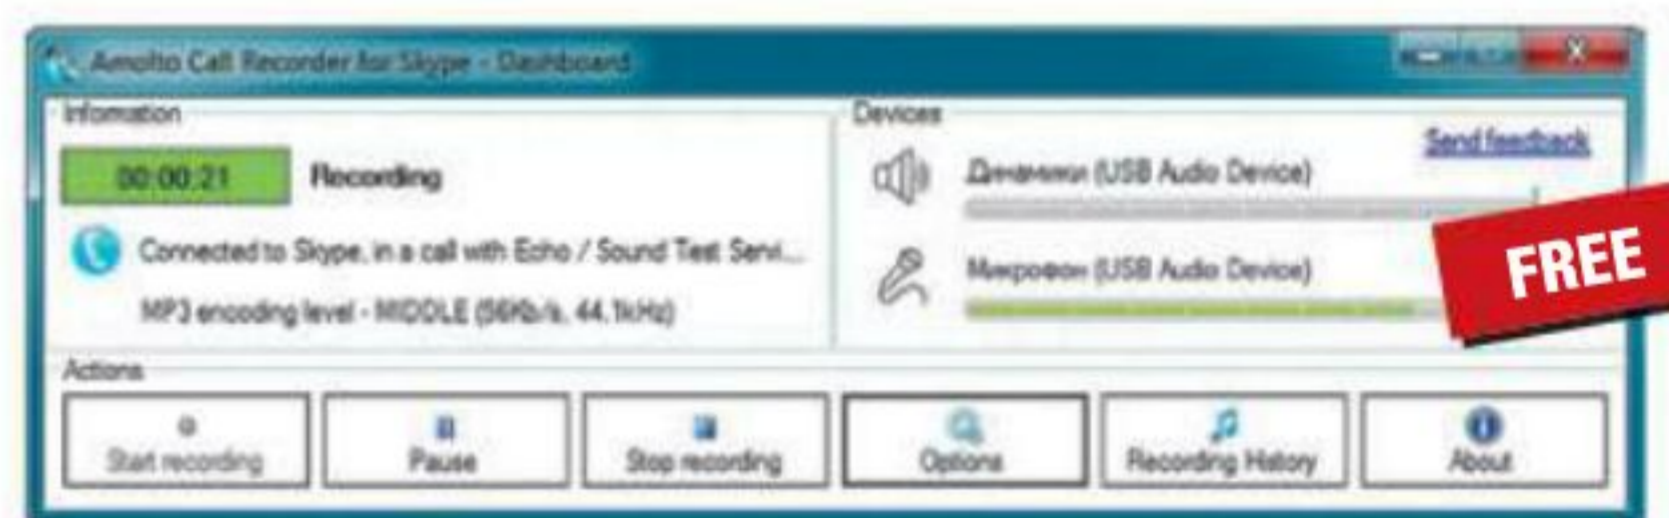 Amolto Call Recorder for Skype - Dashboard
Information
00:00:21 Recording
Connected to Skype, in a call with Echo / Sound Test Servi...
MP3 encoding level - MIDDLE (56Kb/s, 44.1kHz)
Devices
Send feedback
Динамики (USB Audio Device)
Микрофон (USB Audio Device)
FREE
Actions
Start recording
Pause
Stop recording
Options
Recording History
About